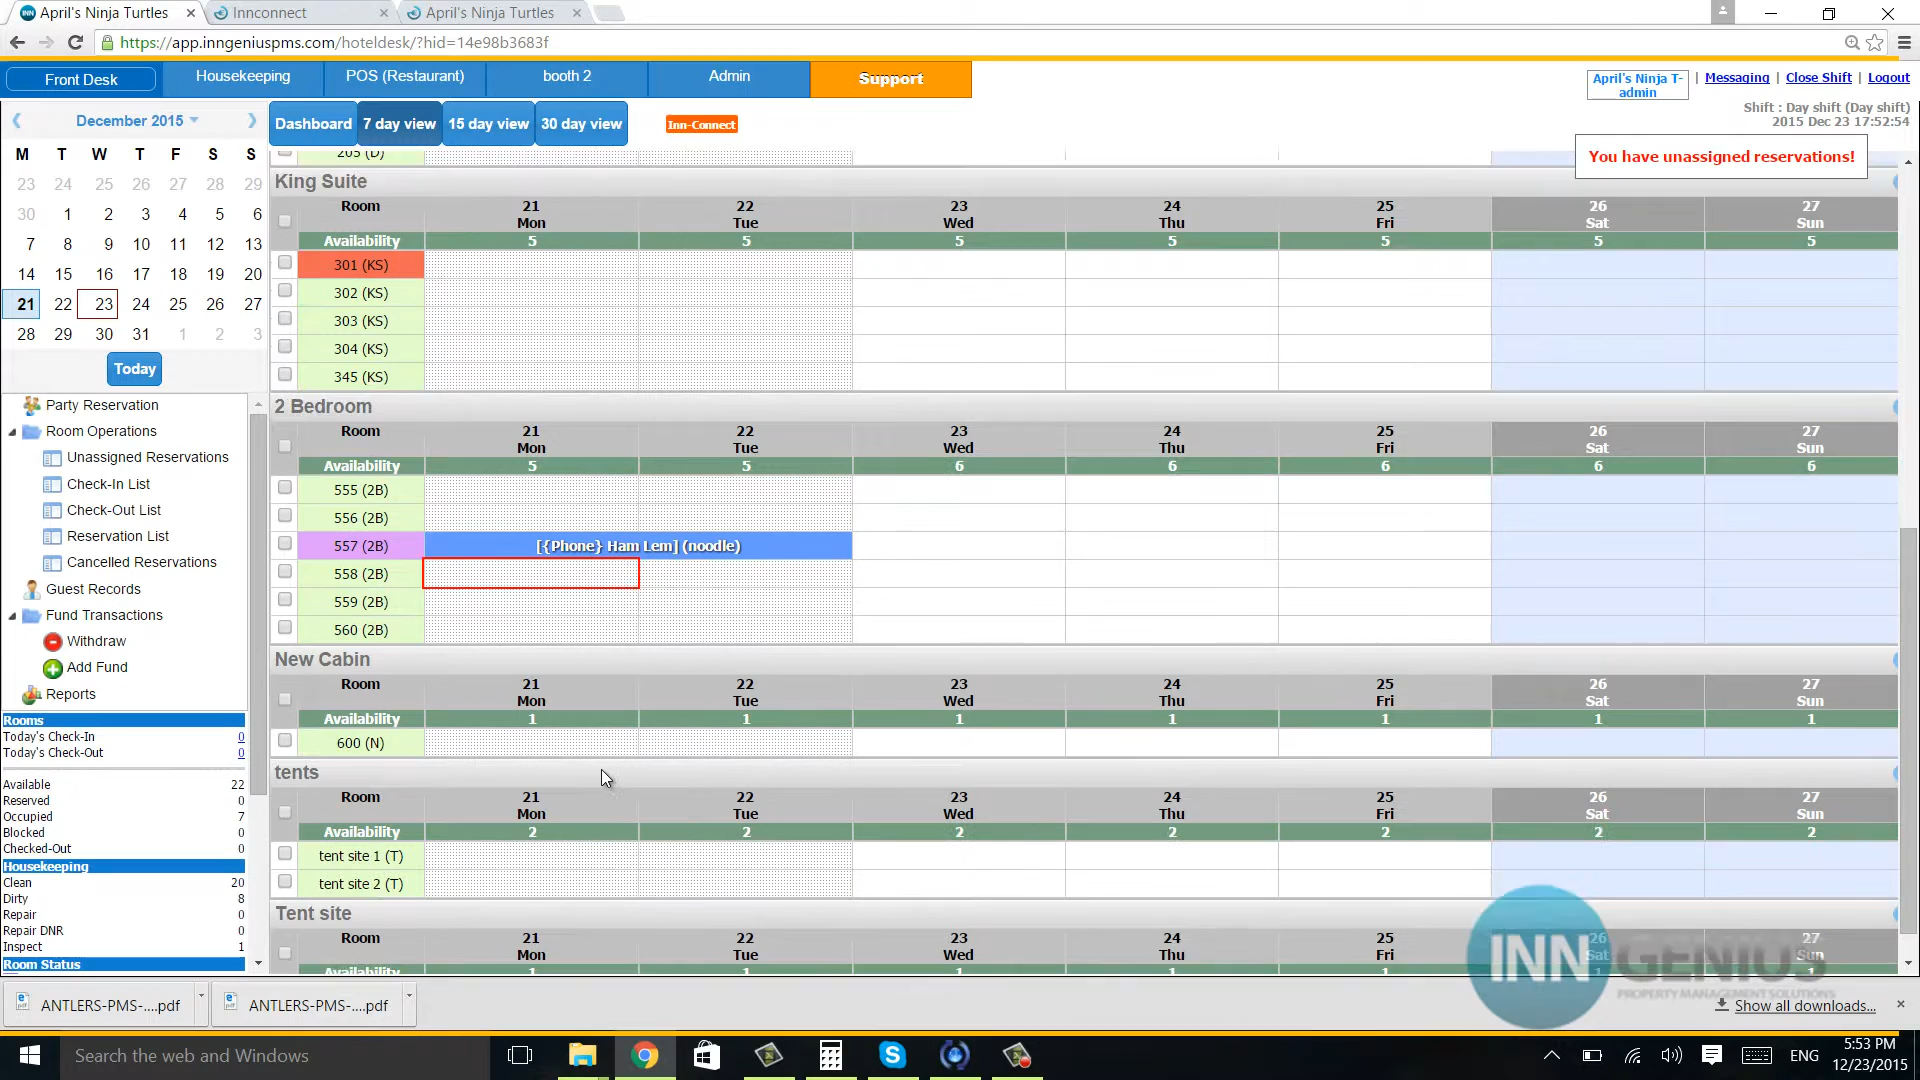 April's Ninja Turtles
Innconnect
April's Ninja Turtles
https://app.inngeniuspms.com/hoteldesk/?hid=14e98b3683f
Front Desk
Housekeeping
POS (Restaurant)
booth 2
Admin
Support
April's Ninja T-
admin
| Messaging | Close Shift | Logout
Shift : Day shift (Day shift)
2015 Dec 23 17:52:54
You have unassigned reservations!
Dashboard
7 day view
15 day view
30 day view
Inn-Connect
December 2015
M T W T F S S
23 24 25 26 27 28 29
30 1 2 3 4 5 6
7 8 9 10 11 12 13
14 15 16 17 18 19 20
21 22 23 24 25 26 27
28 29 30 31 1 2 3
Today
Party Reservation
Room Operations
Unassigned Reservations
Check-In List
Check-Out List
Reservation List
Cancelled Reservations
Guest Records
Fund Transactions
Withdraw
Add Fund
Reports
Rooms
Today's Check-In 0
Today's Check-Out 0
Available 22
Reserved 0
Occupied 7
Blocked 0
Checked-Out 0
Housekeeping
Clean 20
Dirty 8
Repair 0
Repair DNR 0
Inspect 1
Room Status
205 (D)
King Suite
Room 21 22 23 24 25 26 27
Mon Tue Wed Thu Fri Sat Sun
Availability 5 5 5 5 5 5 5
301 (KS)
302 (KS)
303 (KS)
304 (KS)
345 (KS)
2 Bedroom
Room 21 22 23 24 25 26 27
Mon Tue Wed Thu Fri Sat Sun
Availability 5 5 6 6 6 6 6
555 (2B)
556 (2B)
557 (2B) [{Phone} Ham Lem] (noodle)
558 (2B)
559 (2B)
560 (2B)
New Cabin
Room 21 22 23 24 25 26 27
Mon Tue Wed Thu Fri Sat Sun
Availability 1 1 1 1 1 1 1
600 (N)
tents
Room 21 22 23 24 25 26 27
Mon Tue Wed Thu Fri Sat Sun
Availability 2 2 2 2 2 2 2
tent site 1 (T)
tent site 2 (T)
Tent site
Room 21 22 23 24 25 26 27
Mon Tue Wed Thu Fri Sat Sun
Availability 1 1 1 1 1 1 1
INNGENIUS
PROPERTY MANAGEMENT SOLUTIONS
ANTLERS-PMS-....pdf
ANTLERS-PMS-....pdf
Show all downloads...
Search the web and Windows
ENG
5:53 PM
12/23/2015